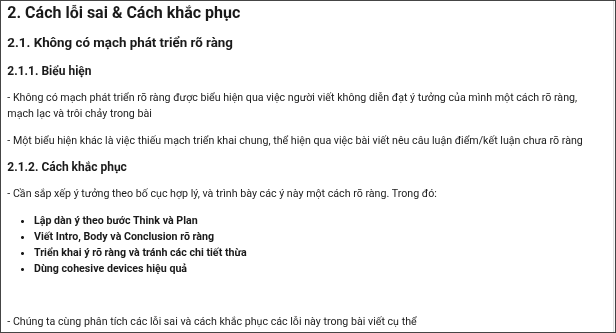 2. Cách lỗi sai & Cách khắc phục
2.1. Không có mạch phát triển rõ ràng
2.1.1. Biểu hiện
- Không có mạch phát triển rõ ràng được biểu hiện qua việc người viết không diễn đạt ý tưởng của mình một cách rõ ràng,
mạch lạc và trôi chảy trong bài
- Một biểu hiện khác là việc thiếu mạch triển khai chung, thể hiện qua việc bài viết nêu câu luận điểm/kết luận chưa rõ ràng
2.1.2. Cách khắc phục
- Cần sắp xếp ý tưởng theo bố cục hợp lý, và trình bày các ý này một cách rõ ràng. Trong đó:
• Lập dàn ý theo bước Think và Plan
• Viết Intro, Body và Conclusion rõ ràng
• Triển khai ý rõ ràng và tránh các chi tiết thừa
• Dùng cohesive devices hiệu quả
- Chúng ta cùng phân tích các lỗi sai và cách khắc phục các lỗi này trong bài viết cụ thể